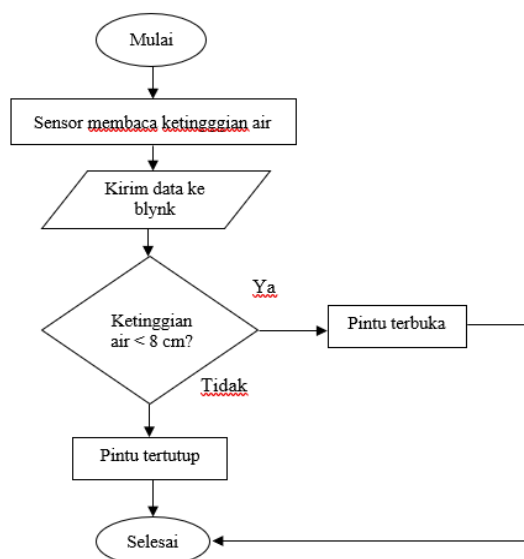 Mulai
Sensor membaca ketingggian air
Kirim data ke
blynk
Ya
Ketinggian
air < 8 cm?
Pintu terbuka
Tidak
Pintu tertutup
Selesai